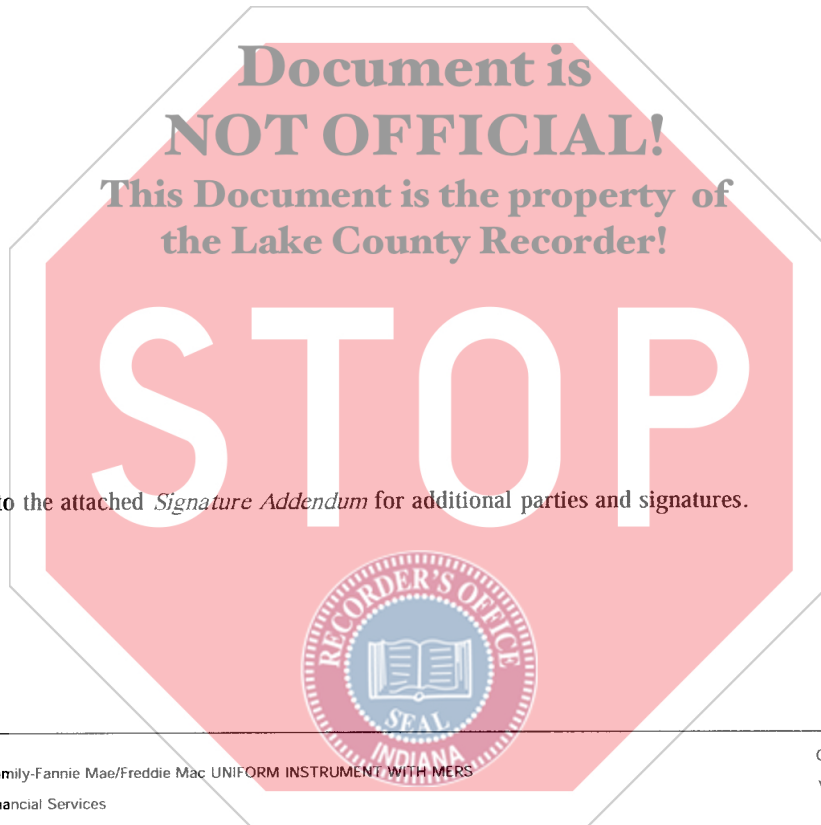 Document is
NOT OFFICIAL!
This Document is the property of
the Lake County Recorder!
STOP
to the attached Signature Addendum for additional parties and signatures.
RECORDER'S OFFICE
SEAL
INDIANA
mily-Fannie Mae/Freddie Mac UNIFORM INSTRUMENT WITH MERS
ancial Services